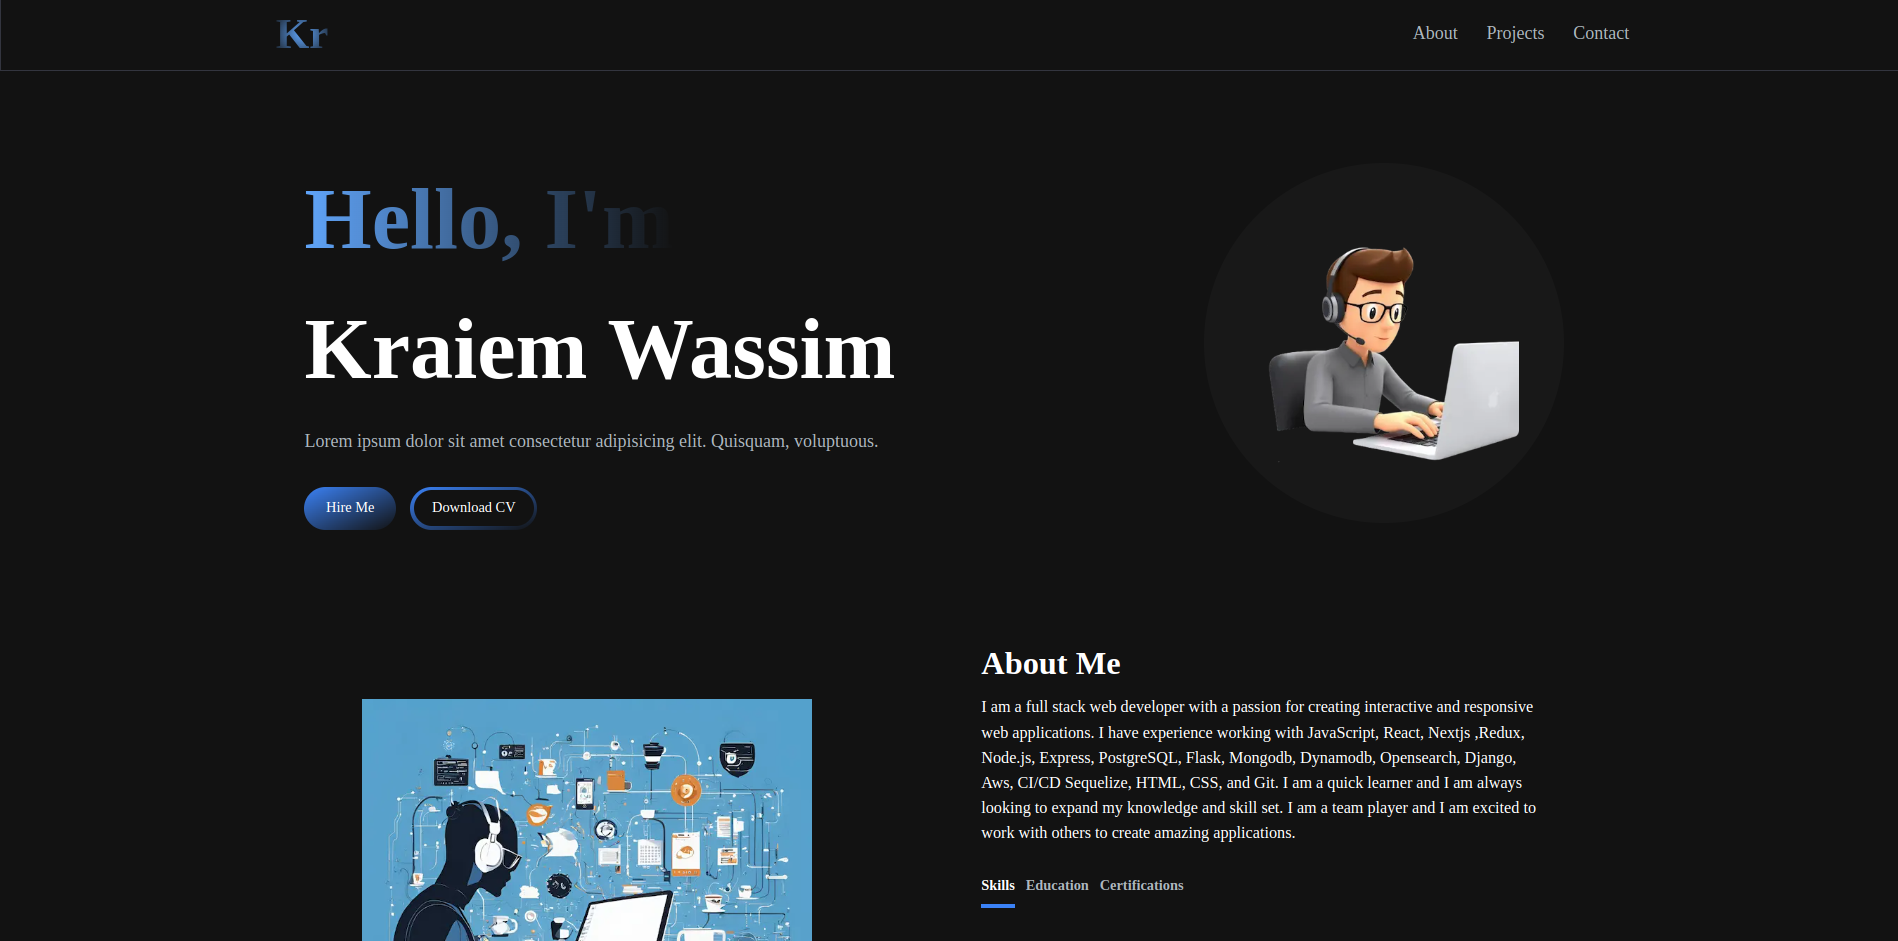 Kr
About Projects Contact
Hello, I'm
Kraiem Wassim
Lorem ipsum dolor sit amet consectetur adipisicing elit. Quisquam, voluptuous.
Hire Me Download CV
About Me
I am a full stack web developer with a passion for creating interactive and responsive
web applications. I have experience working with JavaScript, React, Nextjs ,Redux,
Node.js, Express, PostgreSQL, Flask, Mongodb, Dynamodb, Opensearch, Django,
Aws, CI/CD Sequelize, HTML, CSS, and Git. I am a quick learner and I am always
looking to expand my knowledge and skill set. I am a team player and I am excited to
work with others to create amazing applications.
Skills Education Certifications